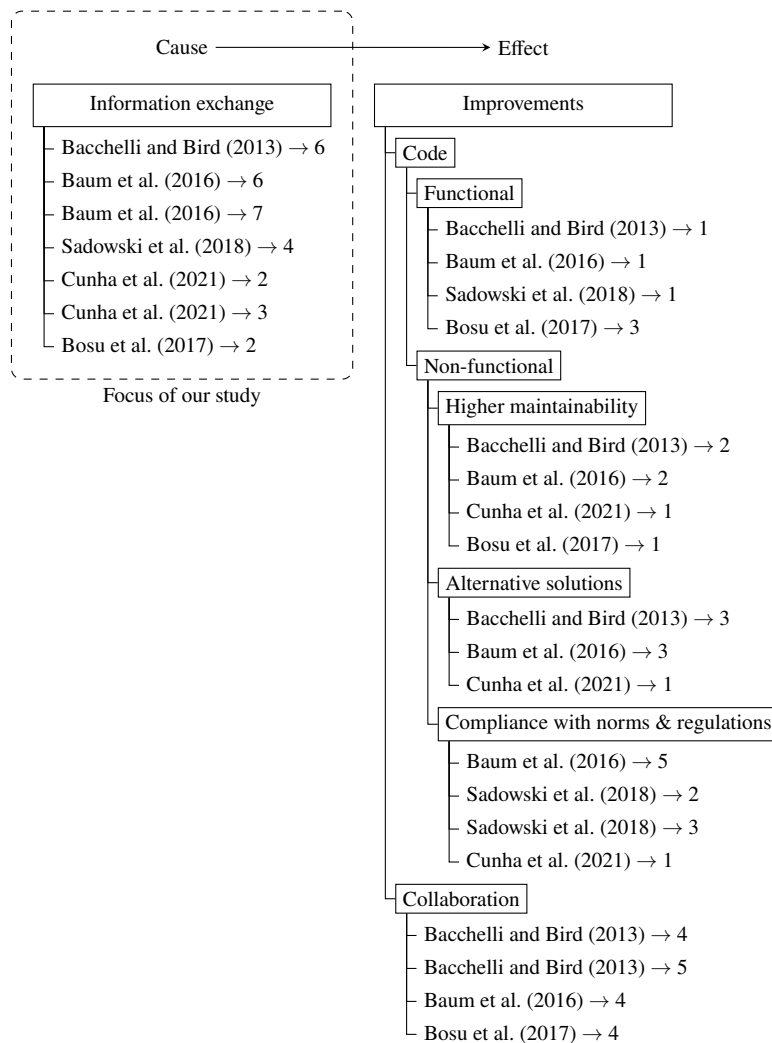 Cause → Effect
Information exchange
Bacchelli and Bird (2013) → 6
Baum et al. (2016) → 6
Baum et al. (2016) → 7
Sadowski et al. (2018) → 4
Cunha et al. (2021) → 2
Cunha et al. (2021) → 3
Bosu et al. (2017) → 2
Focus of our study
Improvements
Code
Functional
Bacchelli and Bird (2013) → 1
Baum et al. (2016) → 1
Sadowski et al. (2018) → 1
Bosu et al. (2017) → 3
Non-functional
Higher maintainability
Bacchelli and Bird (2013) → 2
Baum et al. (2016) → 2
Cunha et al. (2021) → 1
Bosu et al. (2017) → 1
Alternative solutions
Bacchelli and Bird (2013) → 3
Baum et al. (2016) → 3
Cunha et al. (2021) → 1
Compliance with norms & regulations
Baum et al. (2016) → 5
Sadowski et al. (2018) → 2
Sadowski et al. (2018) → 3
Cunha et al. (2021) → 1
Collaboration
Bacchelli and Bird (2013) → 4
Bacchelli and Bird (2013) → 5
Baum et al. (2016) → 4
Bosu et al. (2017) → 4